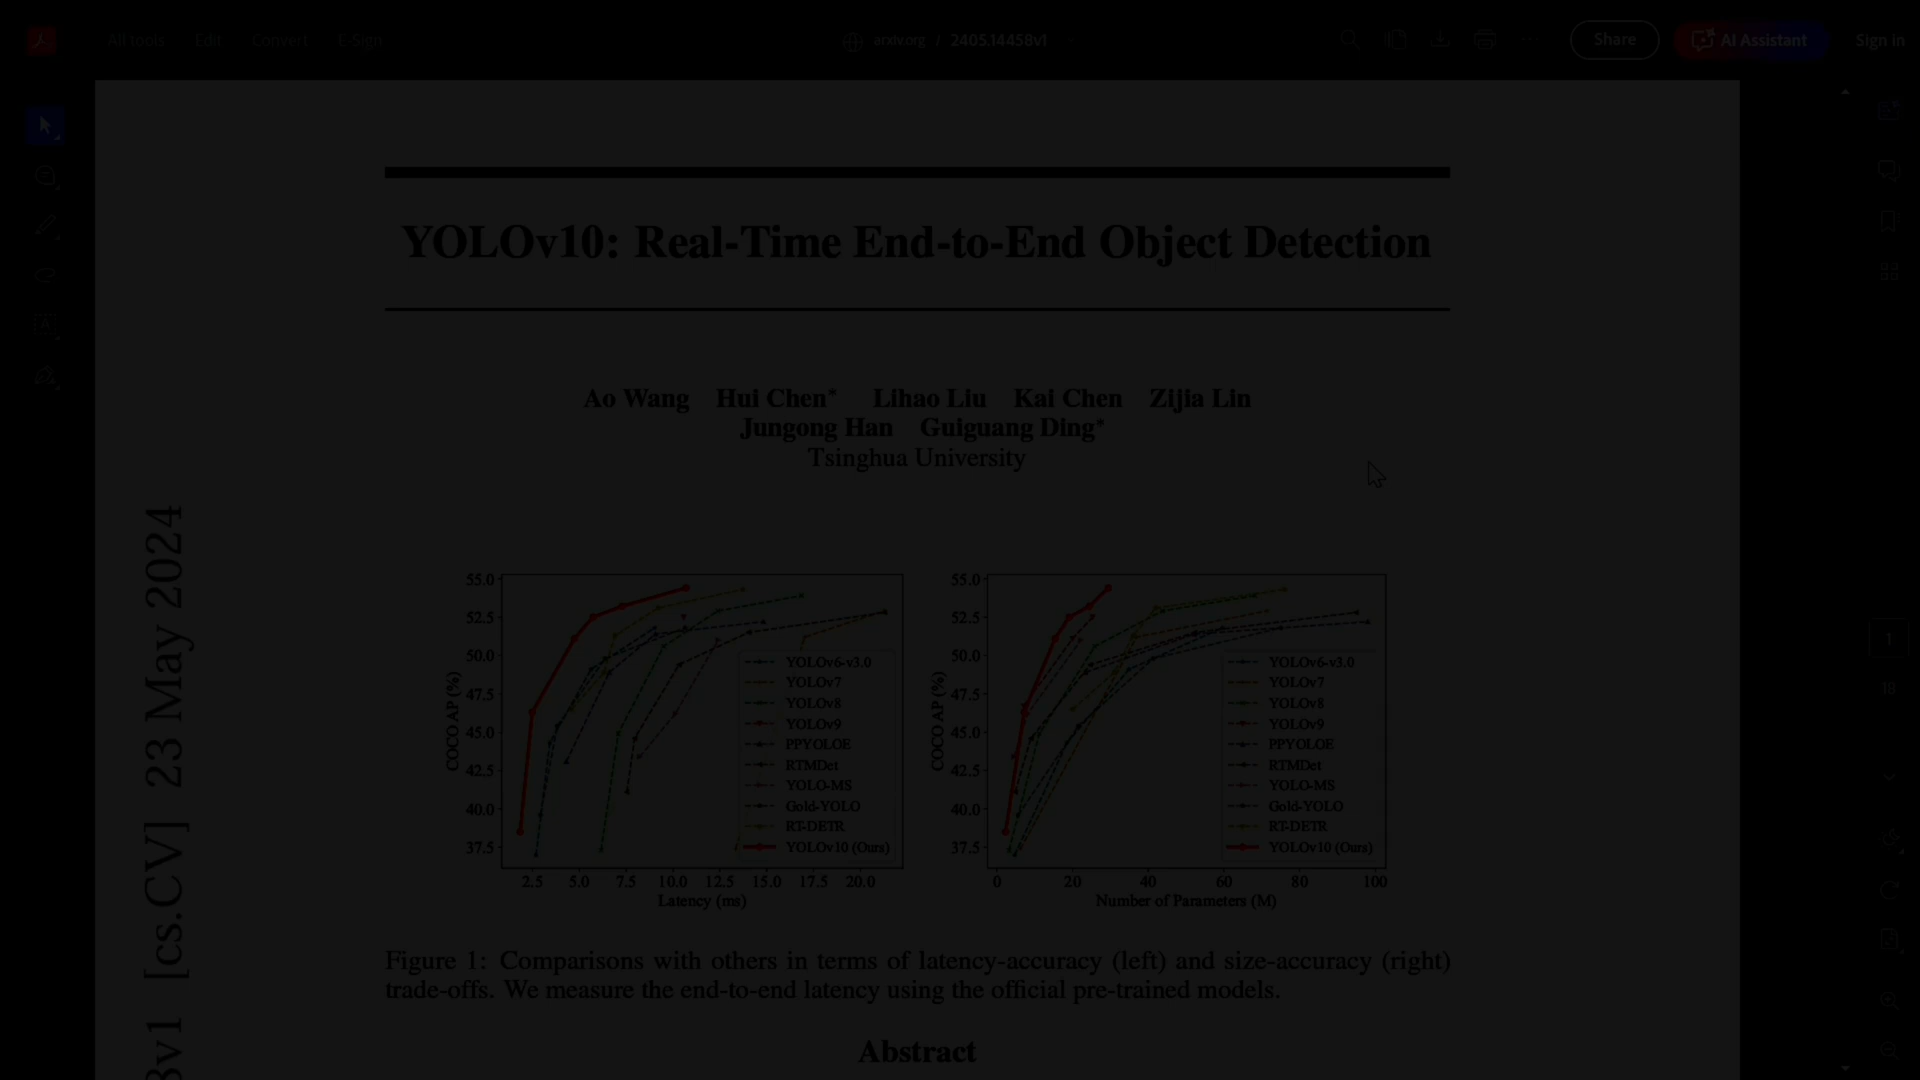 All tools Edit Convert E-Sign
arxiv.org / 2405.14458v1
Share
AI Assistant
Sign in
YOLOv10: Real-Time End-to-End Object Detection
Ao Wang Hui Chen* Lihao Liu Kai Chen Zijia Lin
Jungong Han Guiguang Ding*
Tsinghua University
3v1 [cs.CV] 23 May 2024
COCO AP (%)
55.0
52.5
50.0
47.5
45.0
42.5
40.0
37.5
YOLOv6-v3.0
YOLOv7
YOLOv8
YOLOv9
PPYOLOE
RTMDet
YOLO-MS
Gold-YOLO
RT-DETR
YOLOv10 (Ours)
2.5 5.0 7.5 10.0 12.5 15.0 17.5 20.0
Latency (ms)
COCO AP (%)
55.0
52.5
50.0
47.5
45.0
42.5
40.0
37.5
YOLOv6-v3.0
YOLOv7
YOLOv8
YOLOv9
PPYOLOE
RTMDet
YOLO-MS
Gold-YOLO
RT-DETR
YOLOv10 (Ours)
0 20 40 60 80 100
Number of Parameters (M)
Figure 1: Comparisons with others in terms of latency-accuracy (left) and size-accuracy (right)
trade-offs. We measure the end-to-end latency using the official pre-trained models.
Abstract
1
18